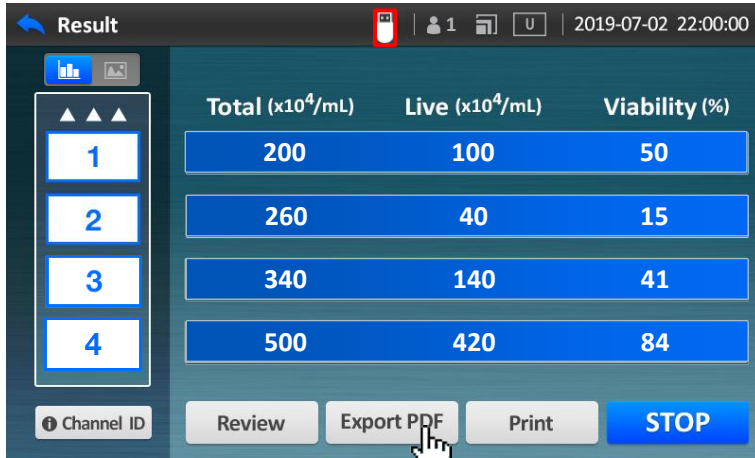 Result 1 U 2019-07-02 22:00:00
Total (x10⁴/mL) Live (x10⁴/mL) Viability (%)
1 200 100 50
2 260 40 15
3 340 140 41
4 500 420 84
Channel ID Review Export PDF Print STOP